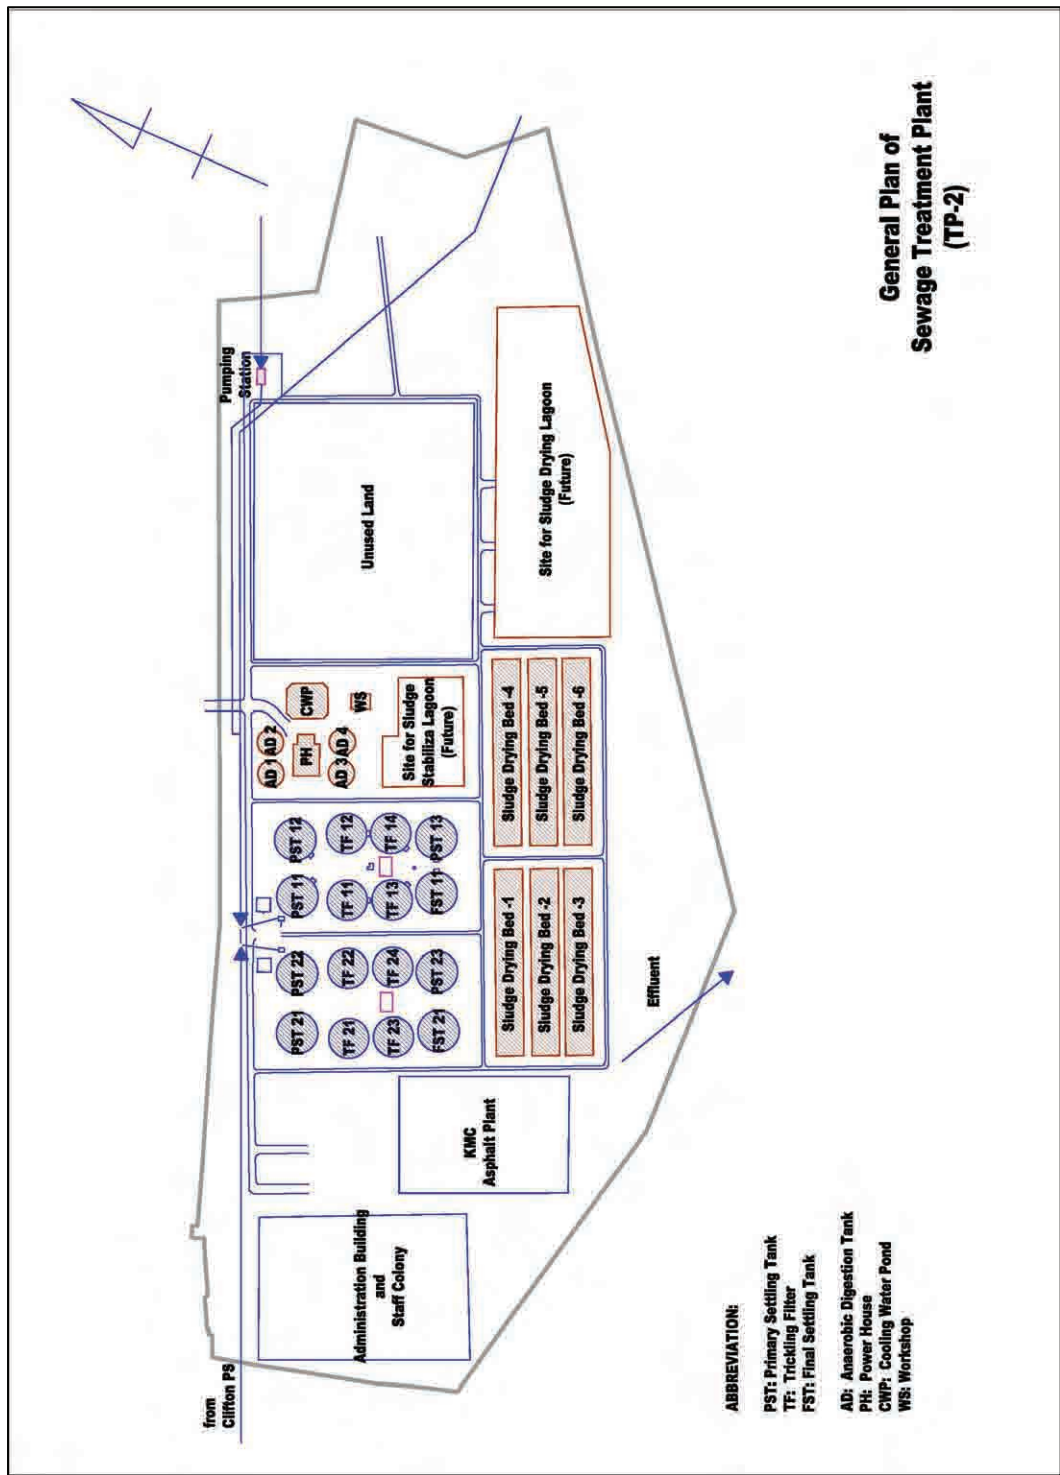 General Plan of
Sewage Treatment Plant
(TP-2)
from
Clifton PS
Pumping
Station
Administration Building
and
Staff Colony
KMC
Asphalt Plant
PST 21
PST 22
PST 11
PST 12
TF 21
TF 22
TF 11
TF 12
TF 23
TF 24
TF 13
TF 14
FST 21
PST 23
FST 11
PST 13
AD 1
AD 2
PH
AD 3
AD 4
CWP
WS
Site for Sludge
Stabiliza Lagoon
(Future)
Unused Land
Sludge Drying Bed -1
Sludge Drying Bed -2
Sludge Drying Bed -3
Sludge Drying Bed -4
Sludge Drying Bed -5
Sludge Drying Bed -6
Site for Sludge Drying Lagoon
(Future)
Effluent
ABBREVIATION:
PST: Primary Settling Tank
TF: Trickling Filter
FST: Final Settling Tank
AD: Anaerobic Digestion Tank
PH: Power House
CWP: Cooling Water Pond
WS: Workshop